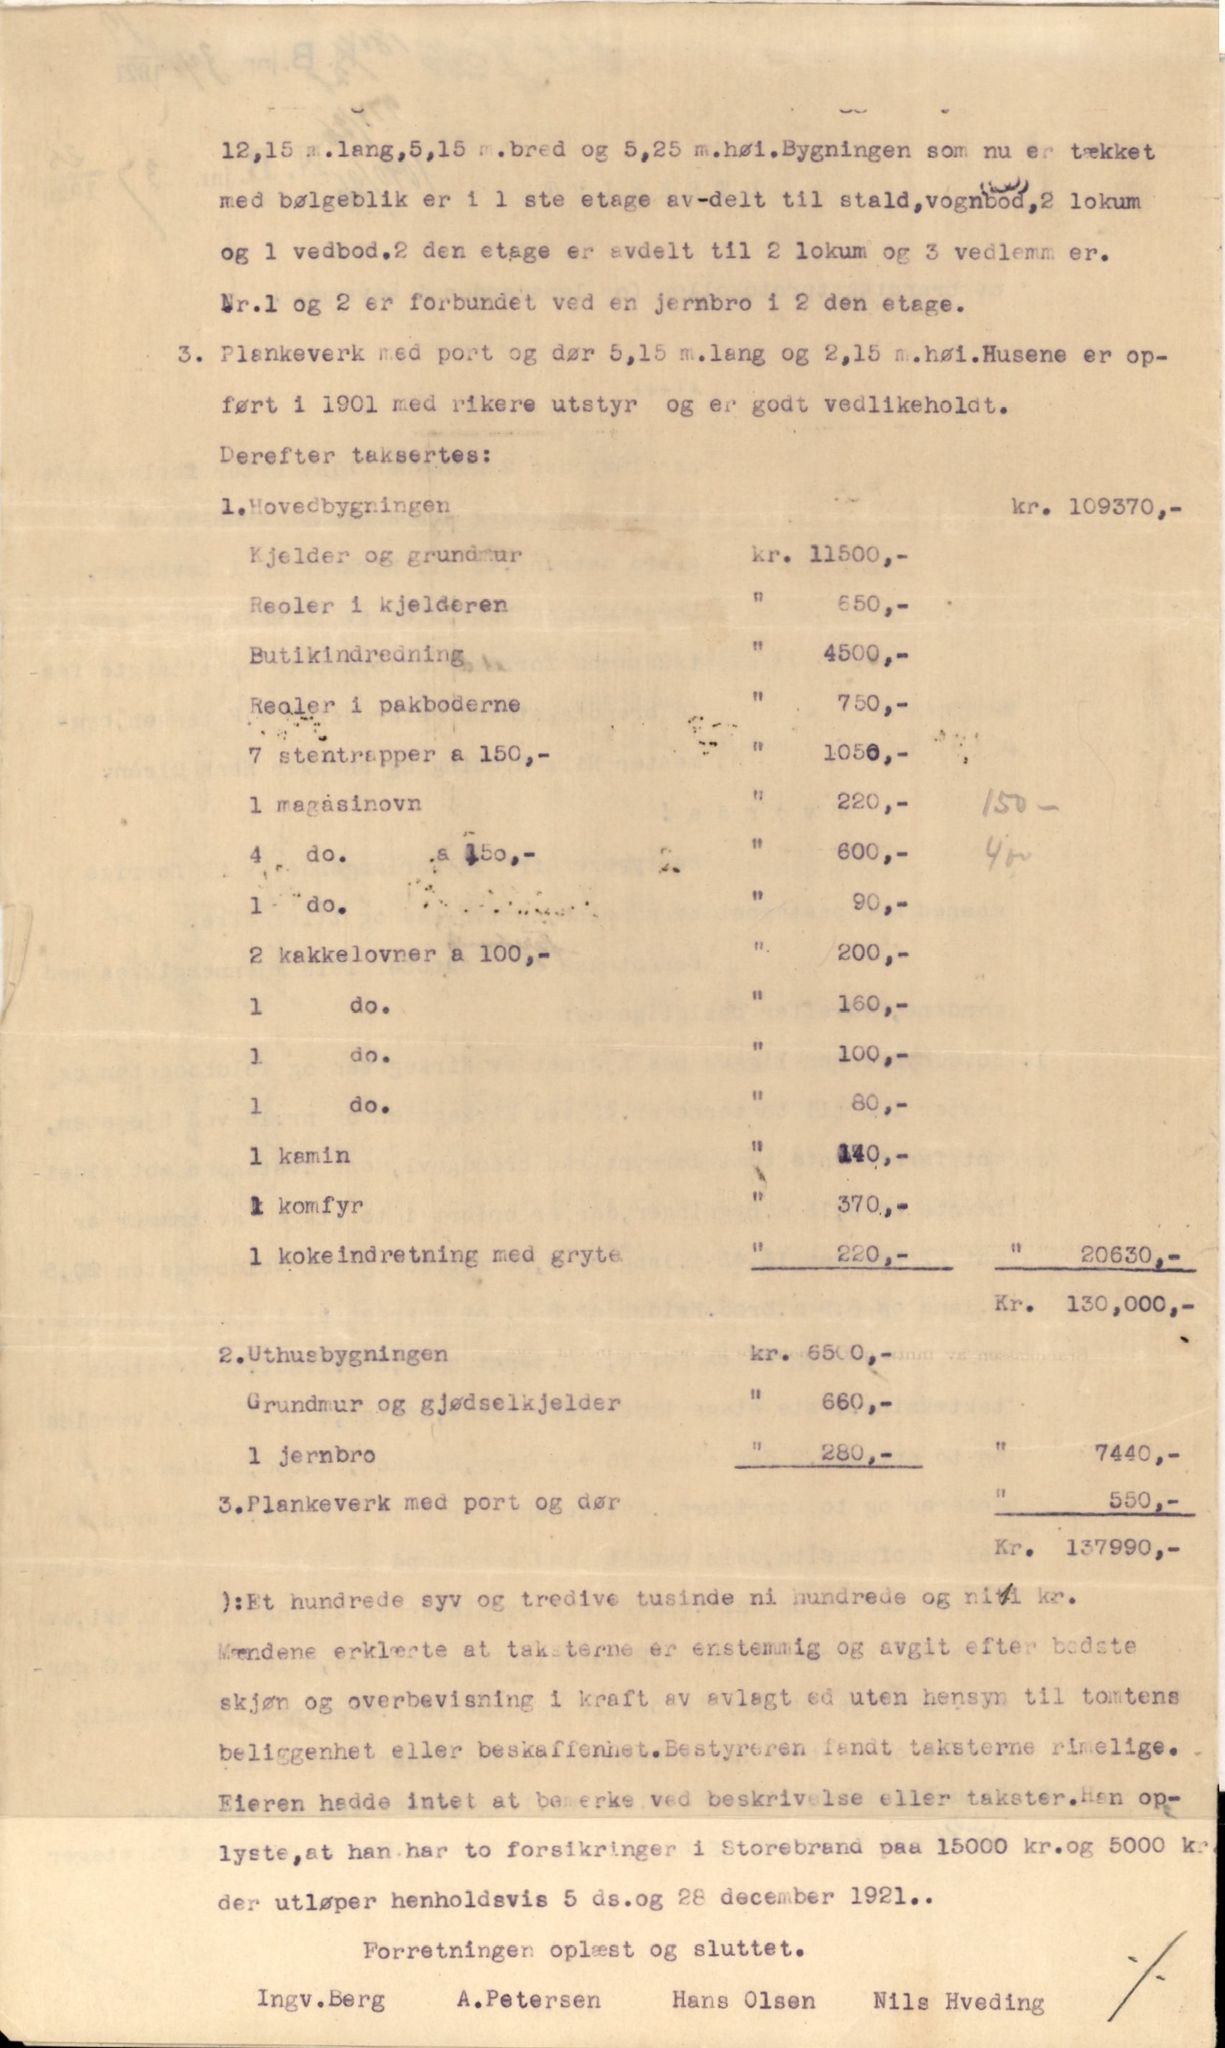 12,15 m.lang,5,15 m.bred og 5,25 m.høi.Bygningen som nu er tækket
med bølgeblik er i 1 ste etage av-delt til stald,vognbod,2 lokum
og 1 vedbod.2 den etage er avdelt til 2 lokum og 3 vedlemm er.
Nr.1 og 2 er forbundet ved en jernbro i 2 den etage.
3. Plankeverk med port og dør 5,15 m.lang og 2,15 m.høi.Husene er op-
ført i 1901 med rikere utstyr og er godt vedlikeholdt.
Derefter taksertes:
1.Hovedbygningen kr. 109370,-
Kjelder og grundmur kr. 11500,-
Reoler i kjelderen " 650,-
Butikindredning " 4500,-
Reoler i pakboderne " 750,-
7 stentrapper a 150,- " 1050,-
1 magasinovn " 220,- 150 -
4 do. a 150,- " 600,- 400
1 do. " 90,-
2 kakkelovner a 100,- " 200,-
1 do. " 160,-
1 do. " 100,-
1 do. " 80,-
1 kamin " 140,-
1 komfyr " 370,-
1 kokeindretning med gryte " 220,- " 20630,-
Kr. 130,000,-
2.Uthusbygningen kr. 6500,-
Grundmur og gjødselkjelder " 660,-
1 jernbro " 280,- " 7440,-
3.Plankeverk med port og dør " 550,-
Kr. 137990,-
):Et hundrede syv og tredive tusinde ni hundrede og niti kr.
Mændene erklærte at taksterne er enstemmig og avgit efter bedste
skjøn og overbevisning i kraft av avlagt ed uten hensyn til tomtens
beliggenhet eller beskaffenhet.Bestyreren fandt taksterne rimelige.
Eieren hadde intet at bemerke ved beskrivelse eller takster.Han op-
lyste,at han har to forsikringer i Storebrand paa 15000 kr.og 5000 kr.
der utløper henholdsvis 5 ds.og 28 december 1921..
Forretningen oplæst og sluttet.
Ingv.Berg A.Petersen Hans Olsen Nils Hveding